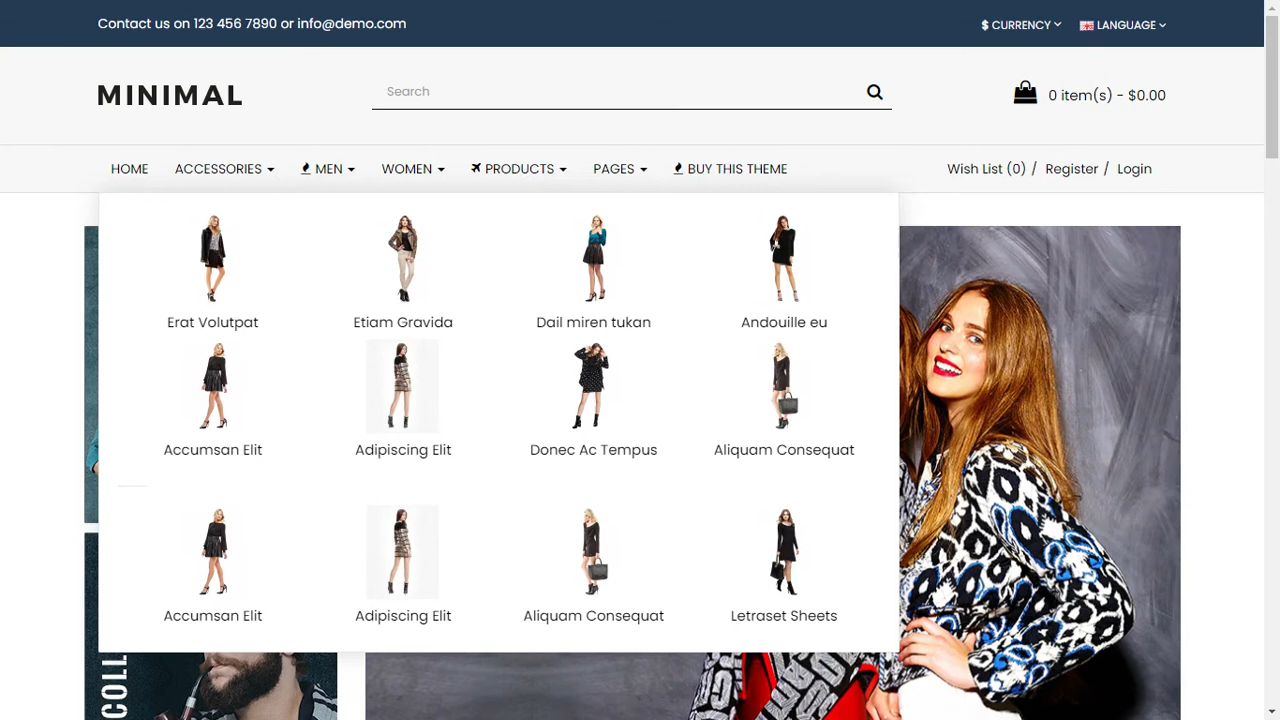 Contact us on 123 456 7890 or info@demo.com
$ CURRENCY
LANGUAGE
MINIMAL
Search
0 item(s) - $0.00
HOME ACCESSORIES MEN WOMEN PRODUCTS PAGES BUY THIS THEME
Wish List (0) / Register / Login
Erat Volutpat Etiam Gravida Dail miren tukan Andouille eu
Accumsan Elit Adipiscing Elit Donec Ac Tempus Aliquam Consequat
Accumsan Elit Adipiscing Elit Aliquam Consequat Letraset Sheets